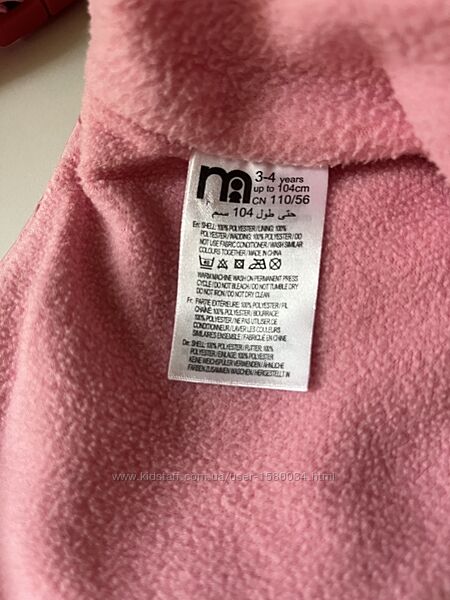 3-4 years
up to 104cm
CN 110/56
حتى طول 104 سم
En: SHELL: 100% POLYESTER / LINING: 100%
POLYESTER / WADDING: 100% POLYESTER / DO
NOT USE FABRIC CONDITIONER / WASH SIMILAR
COLOURS TOGETHER / MADE IN CHINA
WARM MACHINE WASH ON PERMANENT PRESS
CYCLE / DO NOT BLEACH / DO NOT TUMBLE DRY
DO NOT IRON / DO NOT DRY CLEAN
Fr: PARTIE EXTÉRIEURE: 100% POLYESTER / FIL
CHAÎNE: 100% POLYESTER / BOURRAGE:
100% POLYESTER / NE PAS UTILISER DE
CONDITIONNEUR / LAVER LES COULEURS
SIMILAIRES ENSEMBLE / FABRIQUÉ EN CHINE
De: SHELL: 100% POLYESTER / FUTTER: 100%
POLYESTER / EINLAGE: 100% POLYESTER
KEINE WEICHSPÜLER VERWENDEN / ÄHNLICHE
FARBEN ZUSAMMEN WASCHEN / HERGESTELLT IN
www.kidstaff.com.ua/user-1586034.html